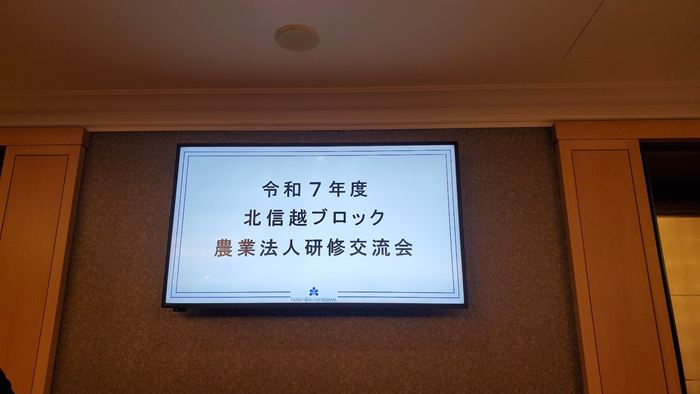 令和７年度
北信越ブロック
農業法人研修交流会